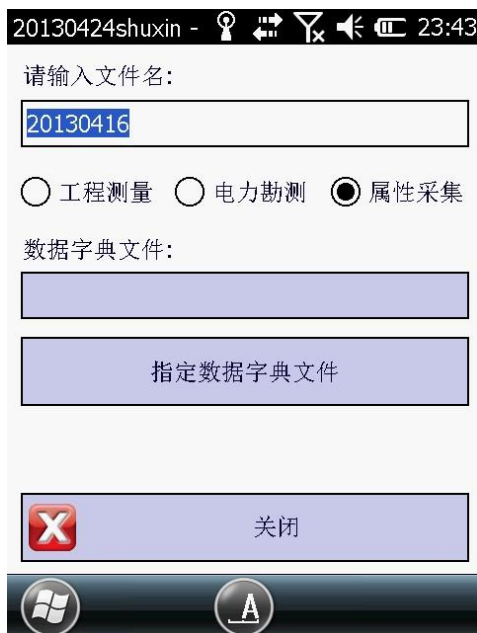 20130424shuxin - 23:43
请输入文件名:
20130416
工程测量 电力勘测 属性采集
数据字典文件:
指定数据字典文件
关闭
A